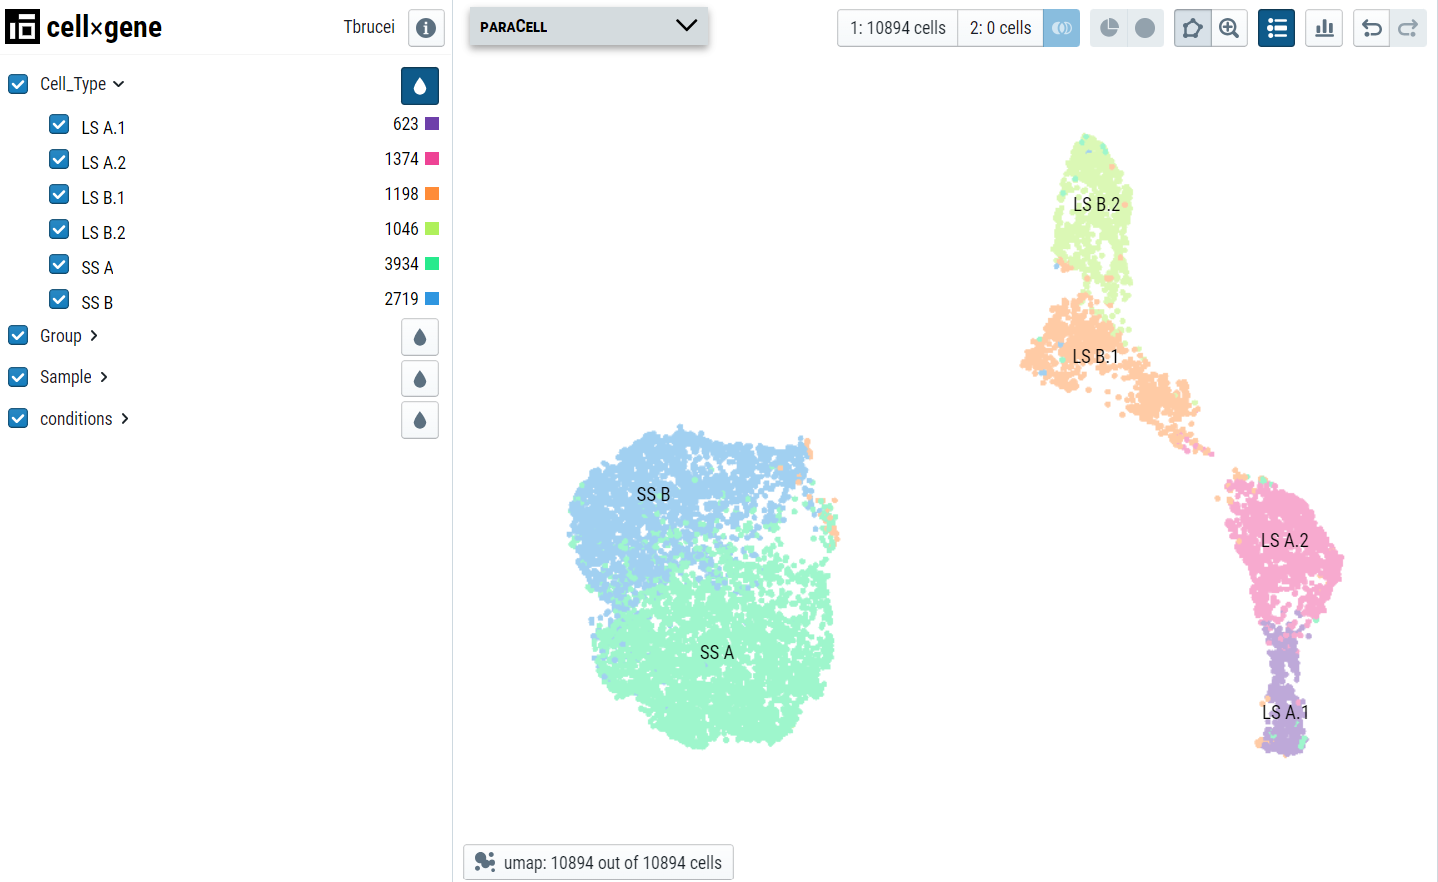 cell×gene
Tbrucei
PARACELL
1: 10894 cells
2: 0 cells
Cell_Type
LS A.1 623
LS A.2 1374
LS B.1 1198
LS B.2 1046
SS A 3934
SS B 2719
Group
Sample
conditions
LS B.2
LS B.1
SS B
LS A.2
SS A
LS A.1
umap: 10894 out of 10894 cells